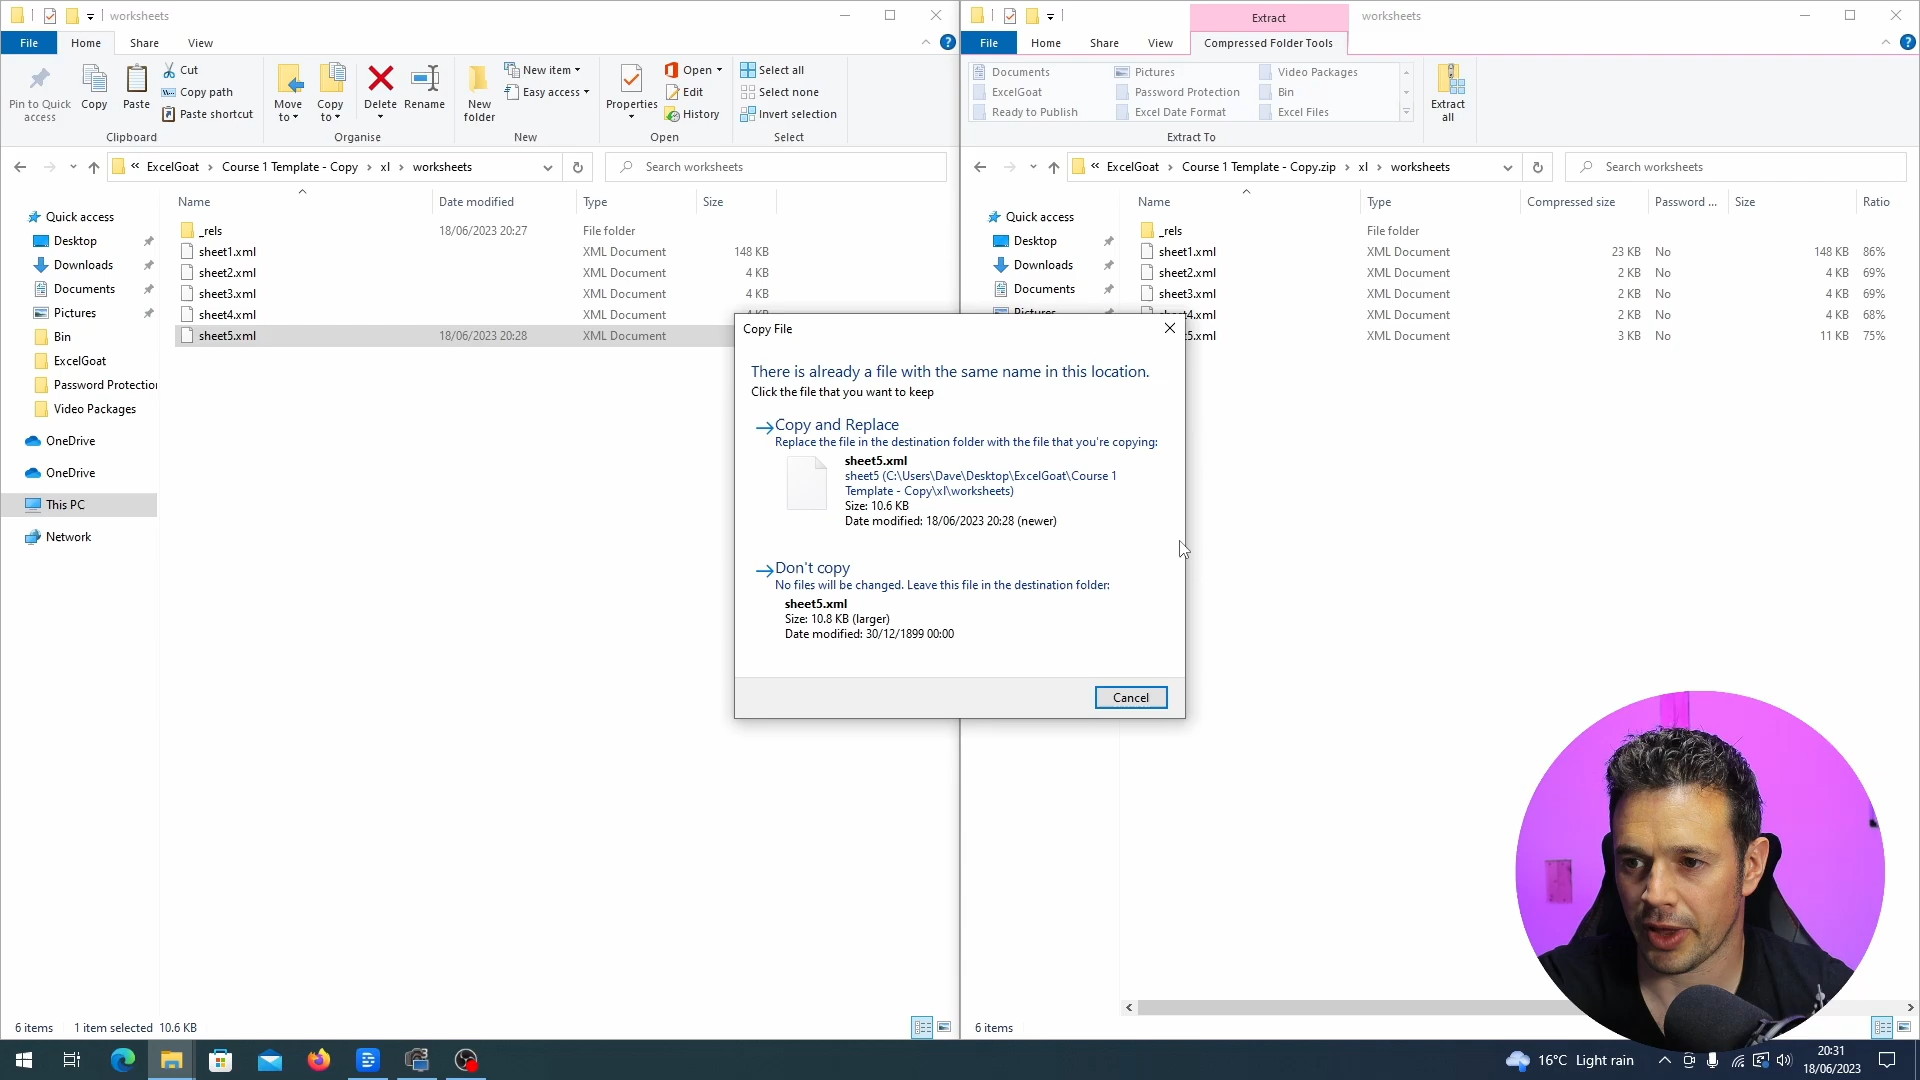 worksheets
File Home Share View
Pin to Quick access
Copy
Paste
Cut
Copy path
Paste shortcut
Clipboard
Move to
Copy to
Delete
Rename
Organise
New folder
New item
Easy access
New
Properties
Open
Edit
History
Open
Select all
Select none
Invert selection
Select
« ExcelGoat › Course 1 Template - Copy › xl › worksheets
Search worksheets
Quick access
Desktop
Downloads
Documents
Pictures
Bin
ExcelGoat
Password Protection
Video Packages
OneDrive
OneDrive
This PC
Network
Name Date modified Type Size
_rels 18/06/2023 20:27 File folder
sheet1.xml XML Document 148 KB
sheet2.xml XML Document 4 KB
sheet3.xml XML Document 4 KB
sheet4.xml XML Document 4 KB
sheet5.xml 18/06/2023 20:28 XML Document
6 items 1 item selected 10.6 KB
Extract
worksheets
File Home Share View Compressed Folder Tools
Documents Pictures Video Packages
ExcelGoat Password Protection Bin
Ready to Publish Excel Date Format Excel Files
Extract To
Extract all
« ExcelGoat › Course 1 Template - Copy.zip › xl › worksheets
Search worksheets
Quick access
Desktop
Downloads
Documents
Pictures
Name Type Compressed size Password ... Size Ratio
_rels File folder
sheet1.xml XML Document 23 KB No 148 KB 86%
sheet2.xml XML Document 2 KB No 4 KB 69%
sheet3.xml XML Document 2 KB No 4 KB 69%
sheet4.xml XML Document 2 KB No 4 KB 68%
5.xml XML Document 3 KB No 11 KB 75%
6 items
Copy File
There is already a file with the same name in this location.
Click the file that you want to keep
Copy and Replace
Replace the file in the destination folder with the file that you're copying:
sheet5.xml
sheet5 (C:\Users\Dave\Desktop\ExcelGoat\Course 1
Template - Copy\xl\worksheets)
Size: 10.6 KB
Date modified: 18/06/2023 20:28 (newer)
Don't copy
No files will be changed. Leave this file in the destination folder:
sheet5.xml
Size: 10.8 KB (larger)
Date modified: 30/12/1899 00:00
Cancel
16°C Light rain
20:31
18/06/2023